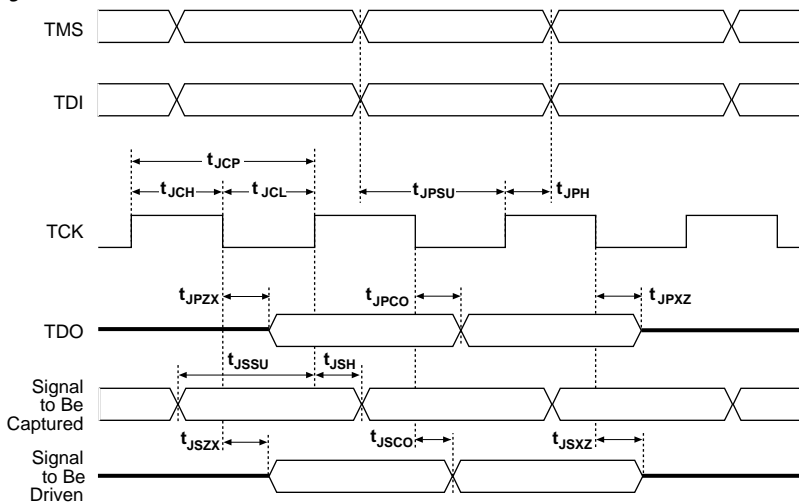 TMS
TDI
tJCP
tJCH
tJCL
tJPSU
tJPH
TCK
tJPZX
tJPCO
tJPXZ
TDO
tJSSU
tJSH
Signal
to Be
Captured
tJSZX
tJSCO
tJSXZ
Signal
to Be
Driven